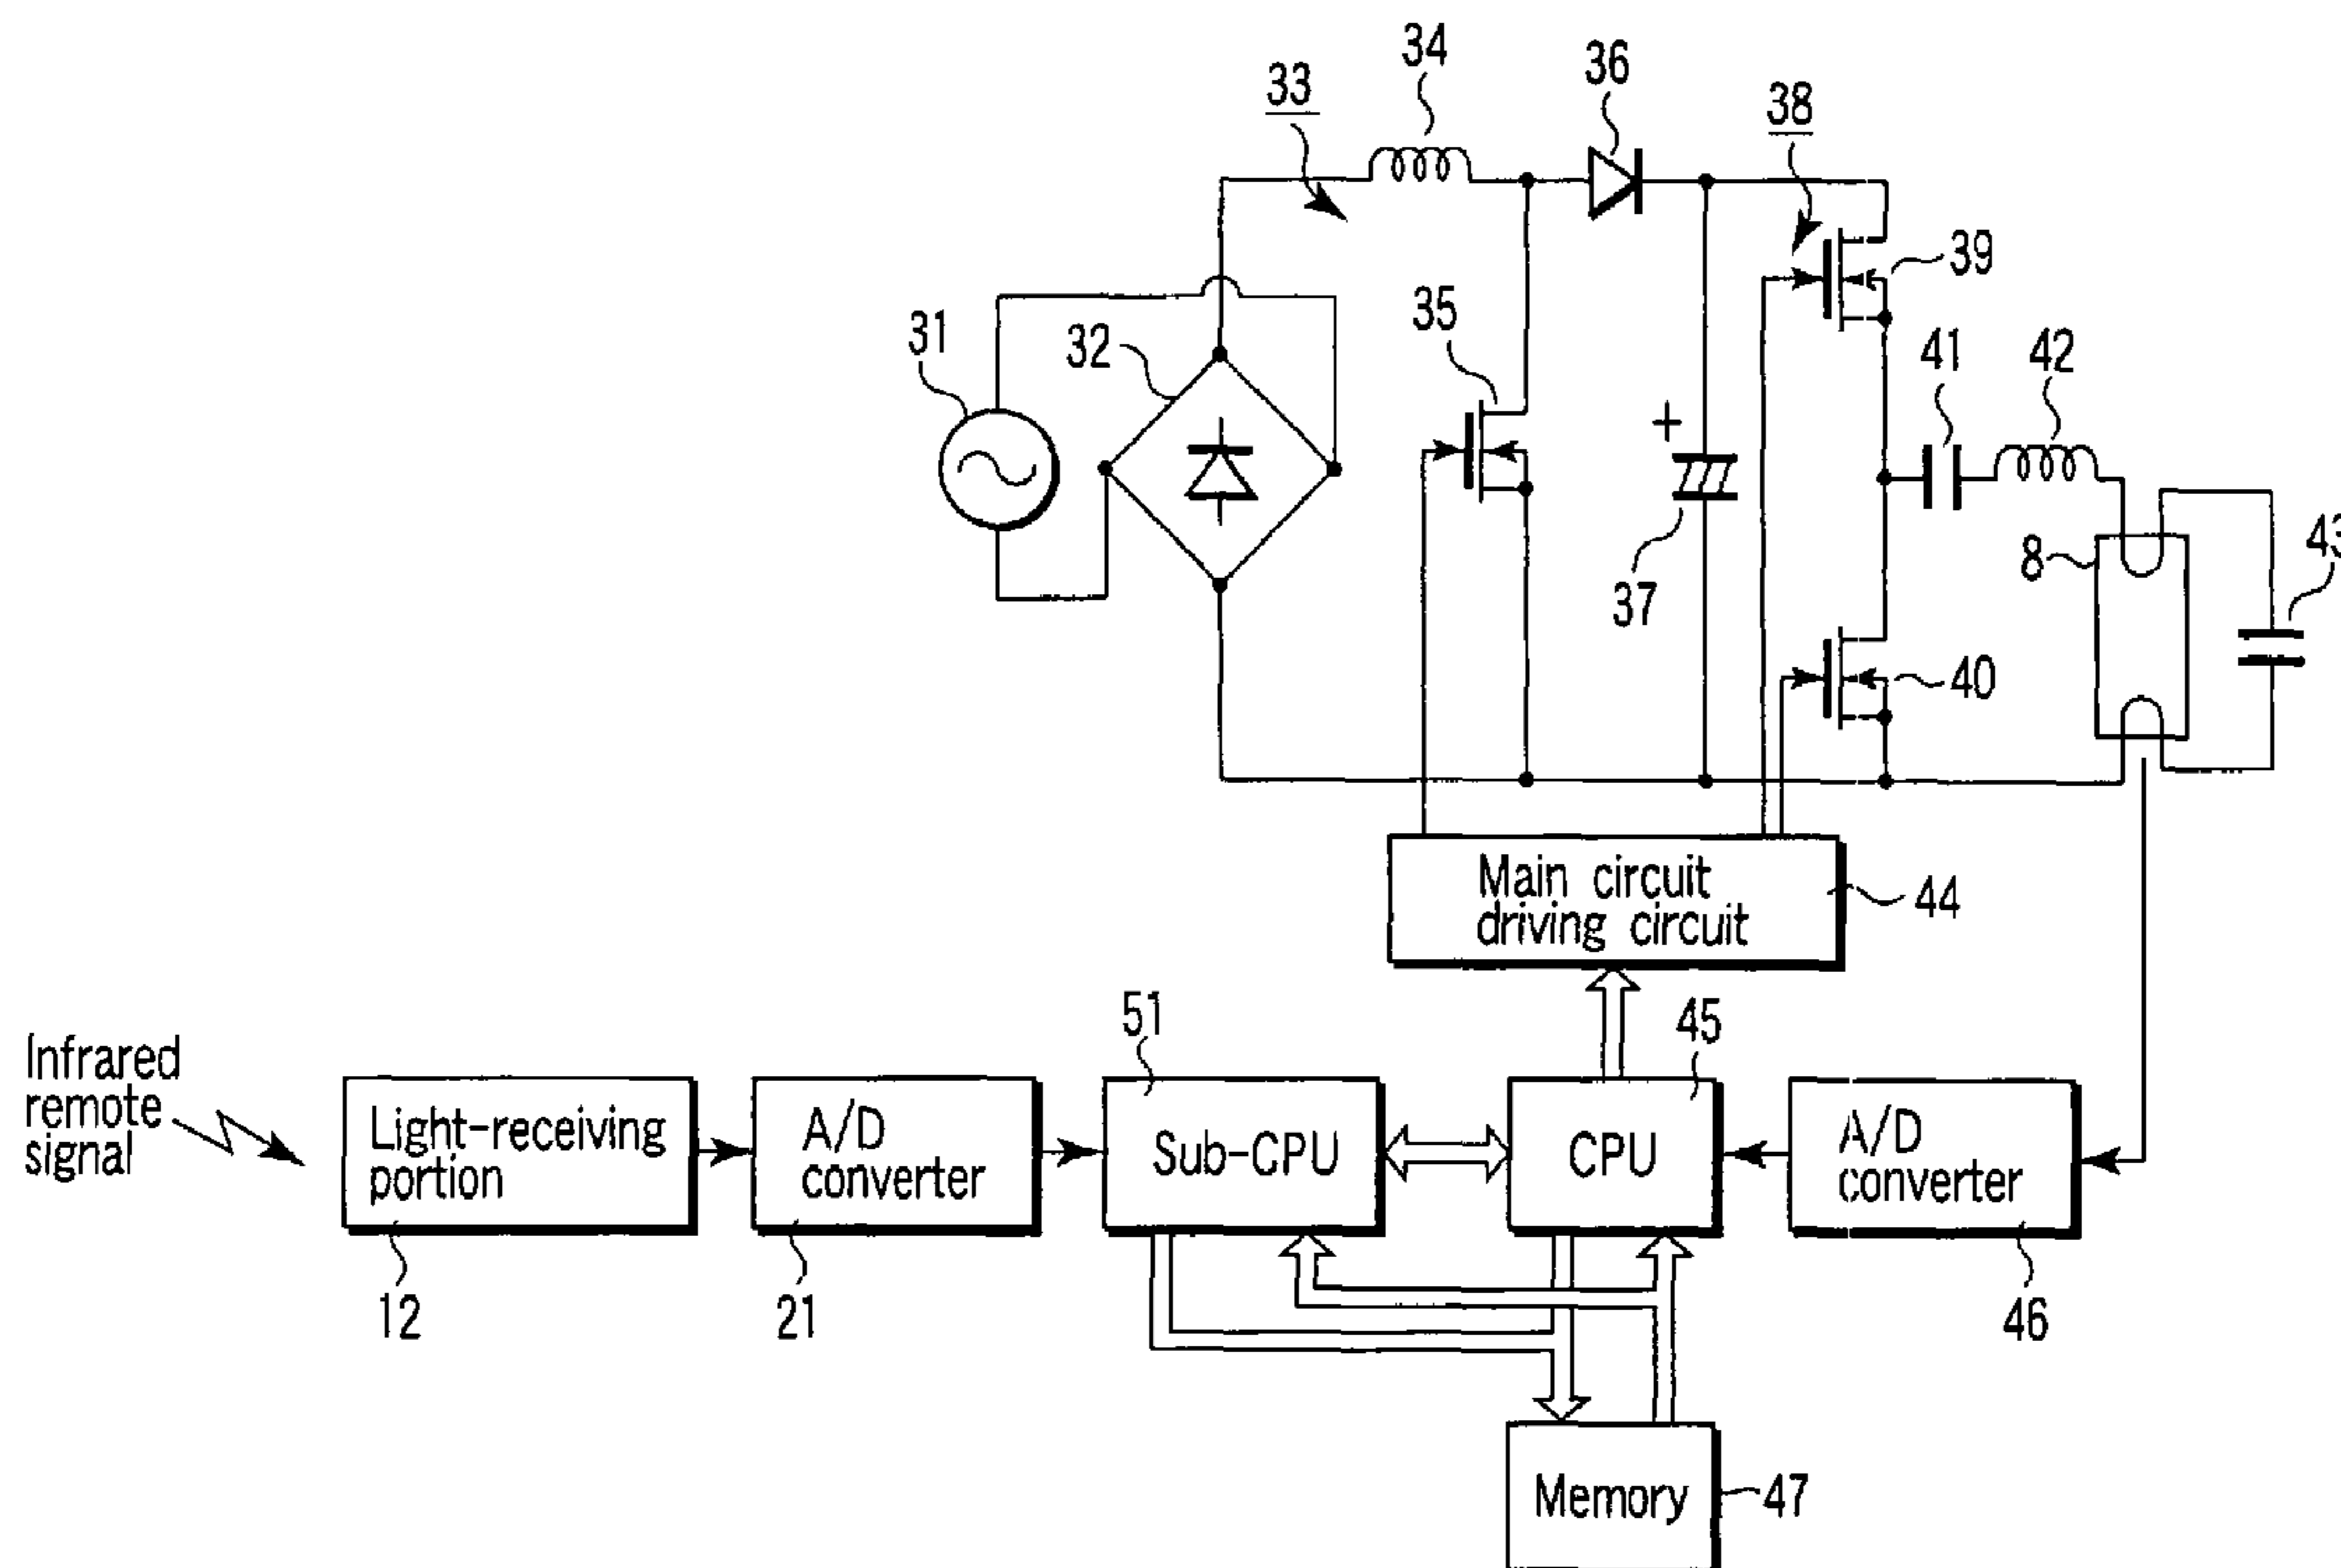 34
36
33
38
39
35
31
32
41
42
+
43
8
37
40
Main circuit
driving circuit
44
51
45
Infrared
remote
signal
Light-receiving
portion
A/D
converter
Sub-CPU
CPU
A/D
converter
12
21
46
Memory
47